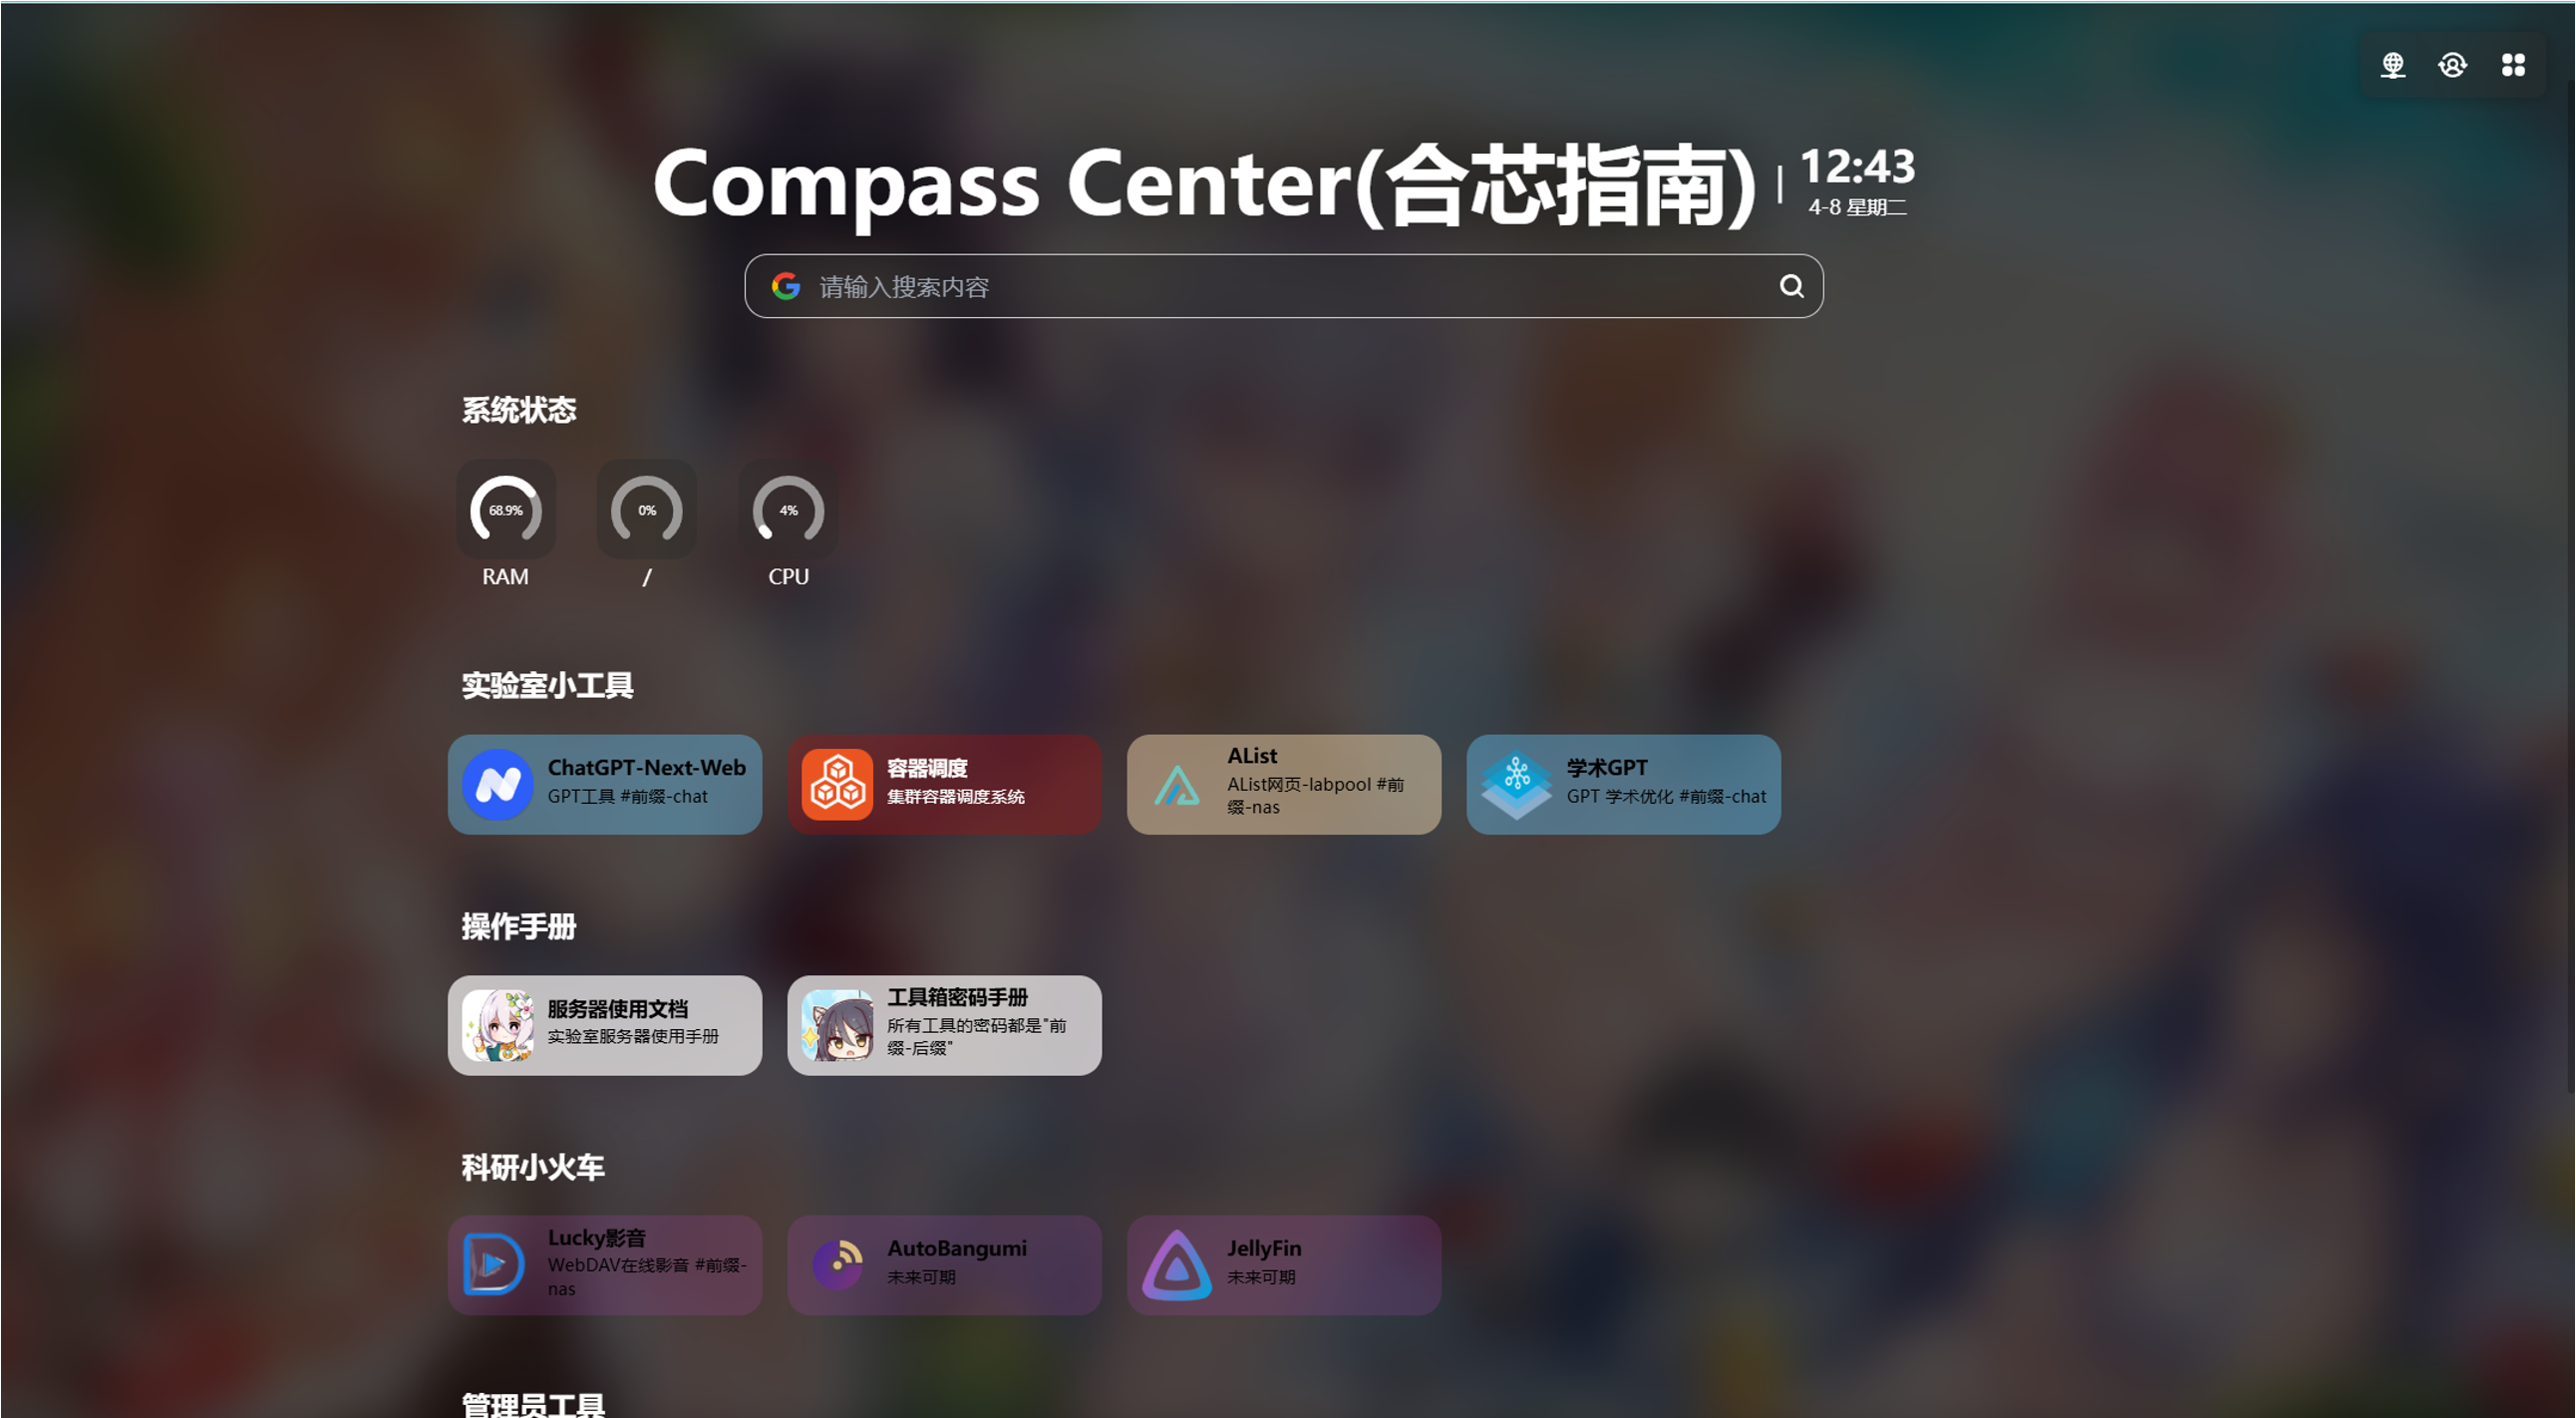 Compass Center(合芯指南)
12:43
4-8 星期二
请输入搜索内容
系统状态
68.9%
0%
4%
RAM
/
CPU
实验室小工具
ChatGPT-Next-Web
GPT工具 #前缀-chat
容器调度
集群容器调度系统
AList
AList网页-labpool #前
缀-nas
学术GPT
GPT 学术优化 #前缀-chat
操作手册
服务器使用文档
实验室服务器使用手册
工具箱密码手册
所有工具的密码都是"前
缀-后缀"
科研小火车
Lucky影音
WebDAV在线影音 #前缀-
nas
AutoBangumi
未来可期
JellyFin
未来可期
管理员工具